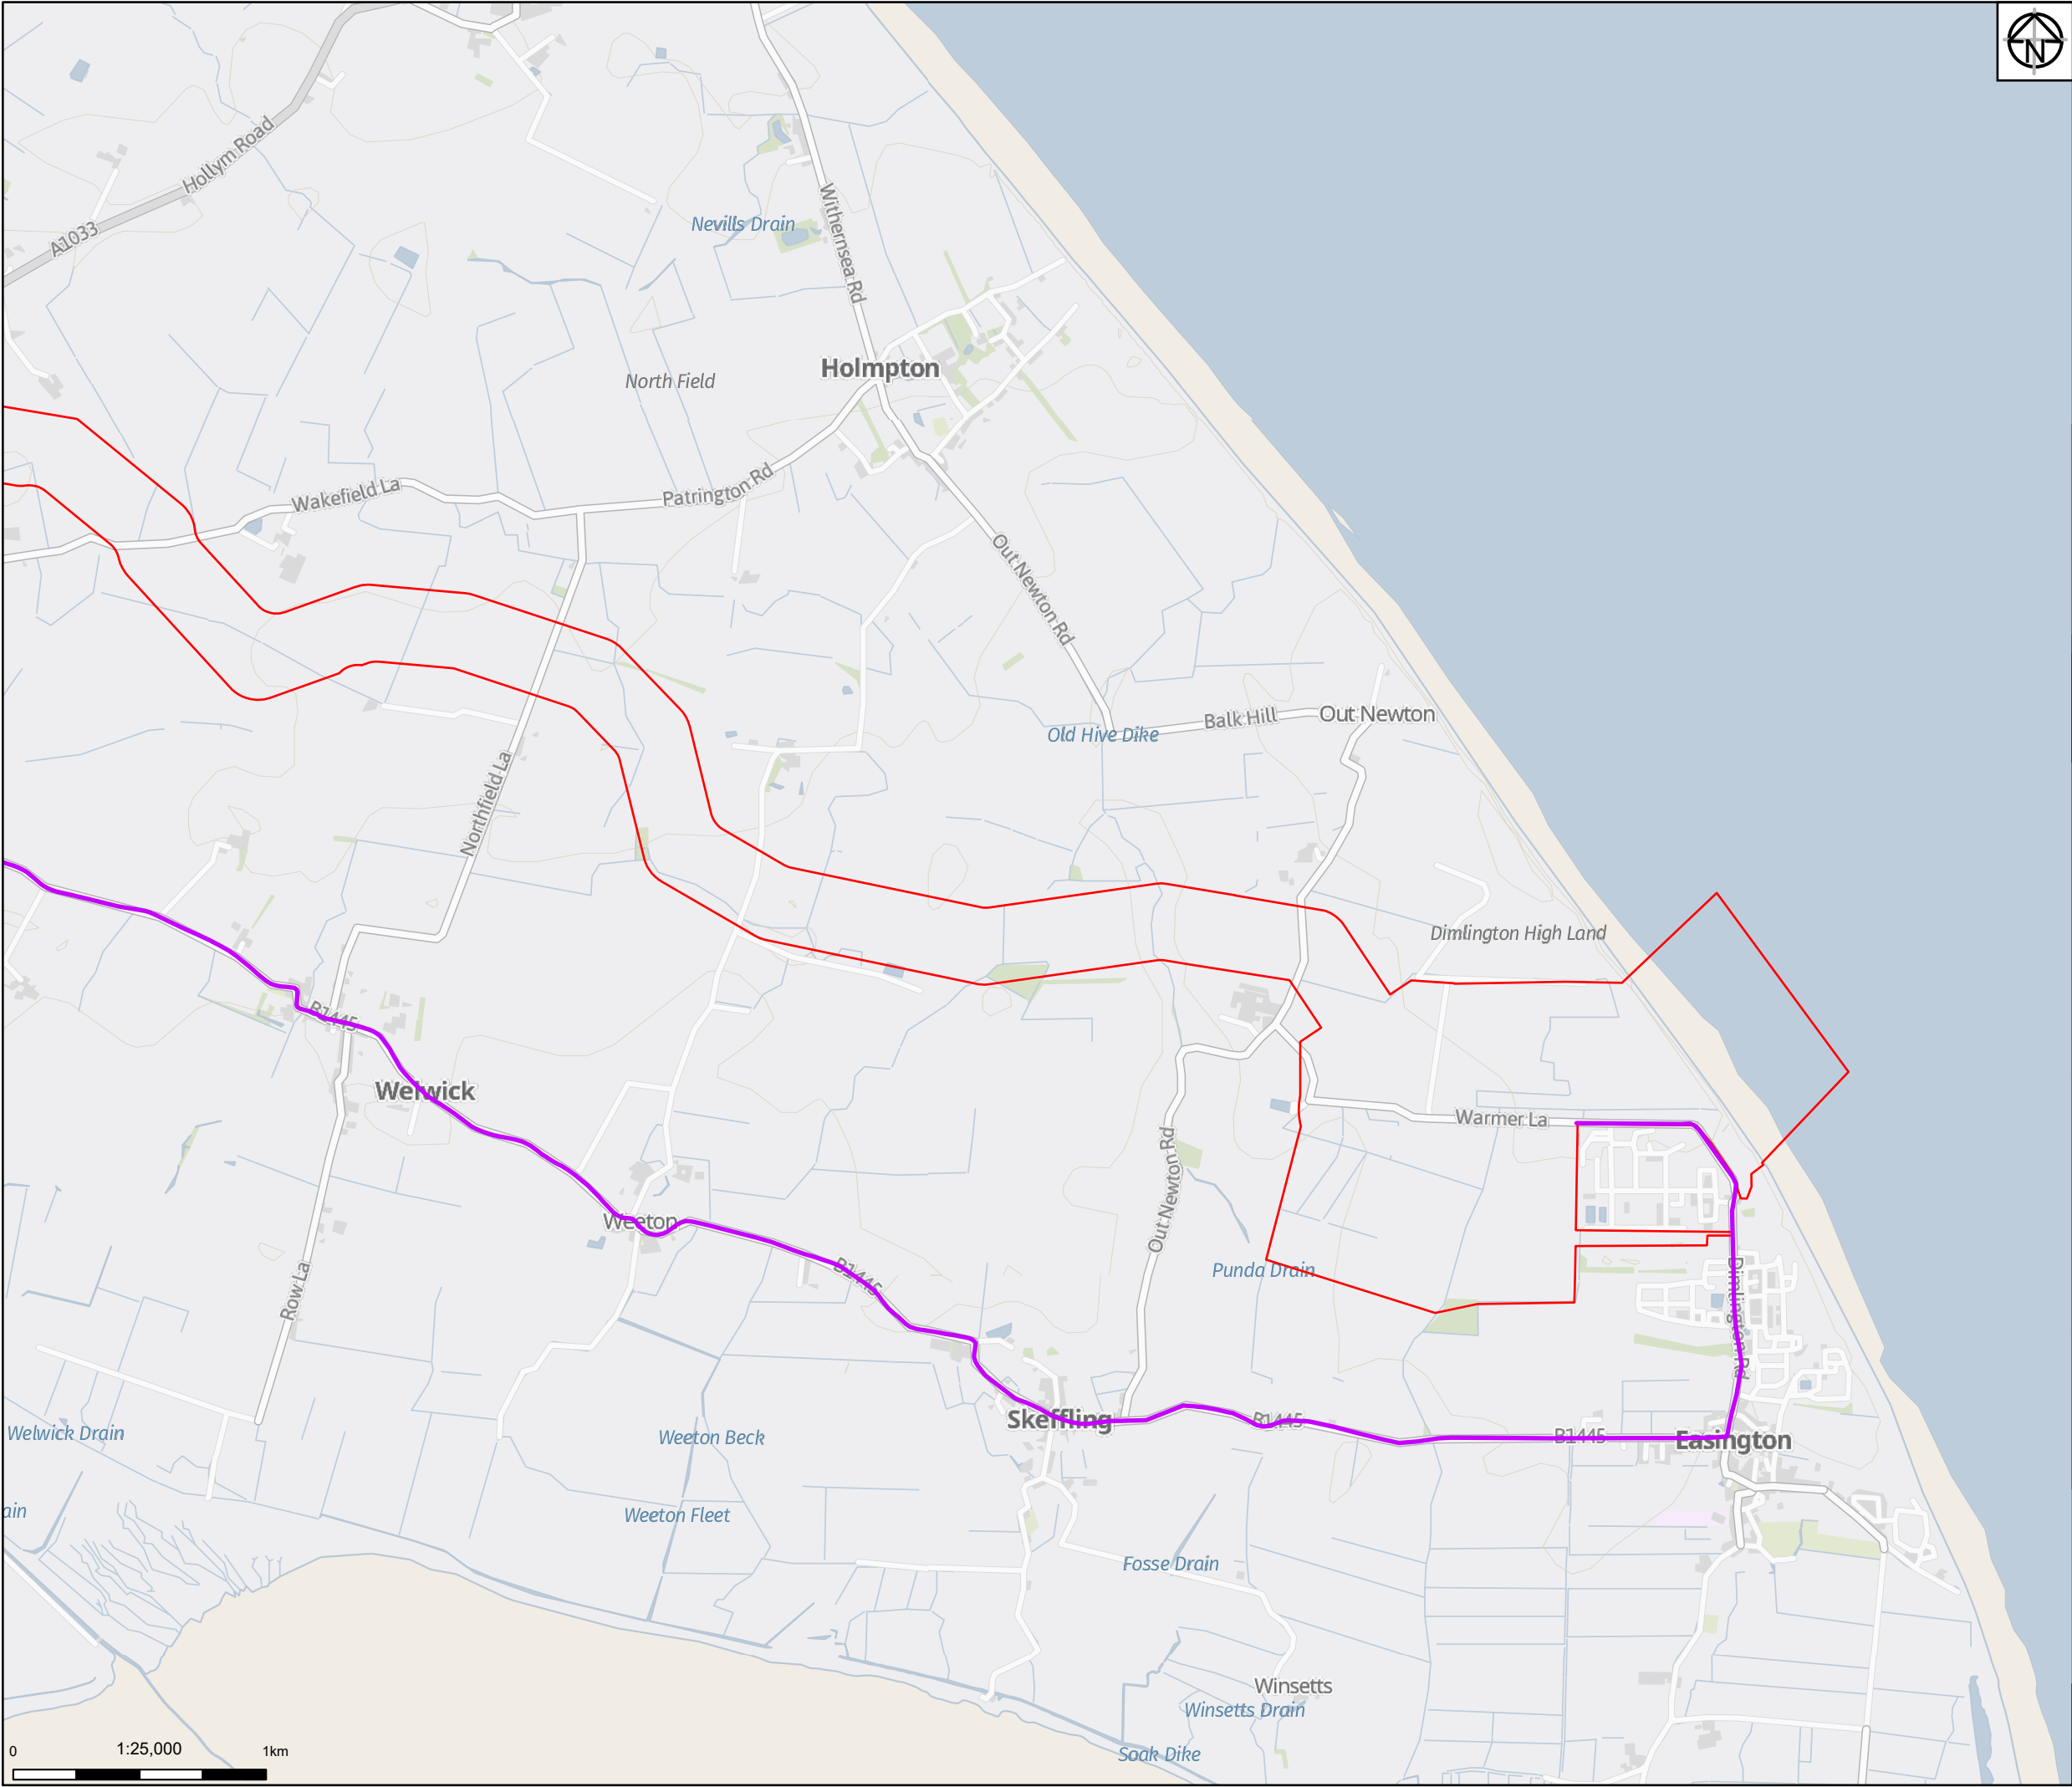 N
Hollym Road
A1033
Nevills Drain
Withernsea Rd
North Field
Holmpton
Wakefield La
Patrington Rd
Out Newton Rd
Out Newton
Balk Hill
Old Hive Dike
Northfield La
Dimlington High Land
B1445
Welwick
Warmer La
Out Newton Rd
Weeton
Punda Drain
B1445
Row La
Dimlington Rd
Skeffling
B1445
B1445
Easington
Welwick Drain
Weeton Beck
ain
Weeton Fleet
Fosse Drain
Winsetts
Winsetts Drain
Soak Dike
0 1:25,000 1km